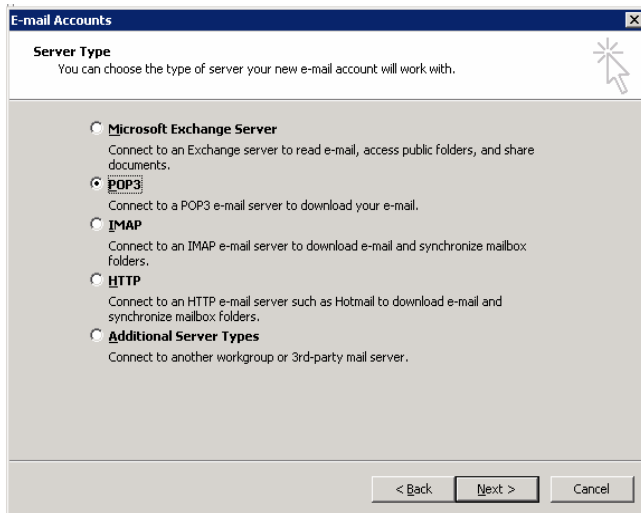 E-mail Accounts
Server Type
You can choose the type of server your new e-mail account will work with.
Microsoft Exchange Server
Connect to an Exchange server to read e-mail, access public folders, and share
documents.
POP3
Connect to a POP3 e-mail server to download your e-mail.
IMAP
Connect to an IMAP e-mail server to download e-mail and synchronize mailbox
folders.
HTTP
Connect to an HTTP e-mail server such as Hotmail to download e-mail and
synchronize mailbox folders.
Additional Server Types
Connect to another workgroup or 3rd-party mail server.
< Back Next > Cancel